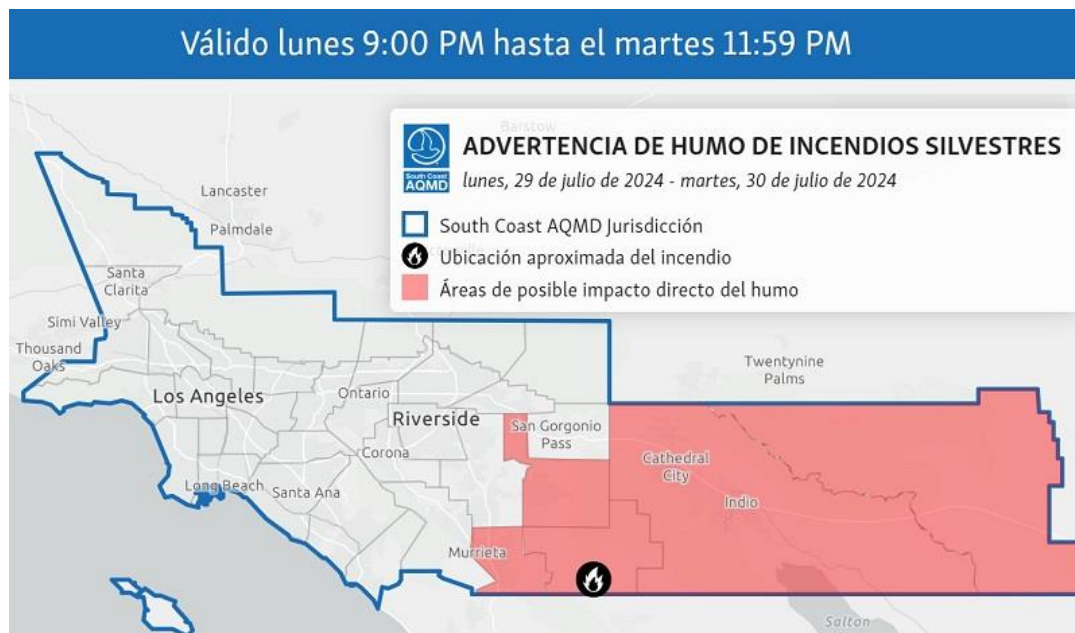 Válido lunes 9:00 PM hasta el martes 11:59 PM
Barstow
ADVERTENCIA DE HUMO DE INCENDIOS SILVESTRES
South Coast
AQMD
lunes, 29 de julio de 2024 - martes, 30 de julio de 2024
South Coast AQMD Jurisdicción
Ubicación aproximada del incendio
Áreas de posible impacto directo del humo
Lancaster
Palmdale
Santa
Clarita
Simi Valley
Thousand
Oaks
Twentynine
Palms
Los Angeles
Ontario
Riverside
San Gorgonio
Pass
Corona
Cathedral
City
Long Beach
Santa Ana
Indio
Murrieta
Salton